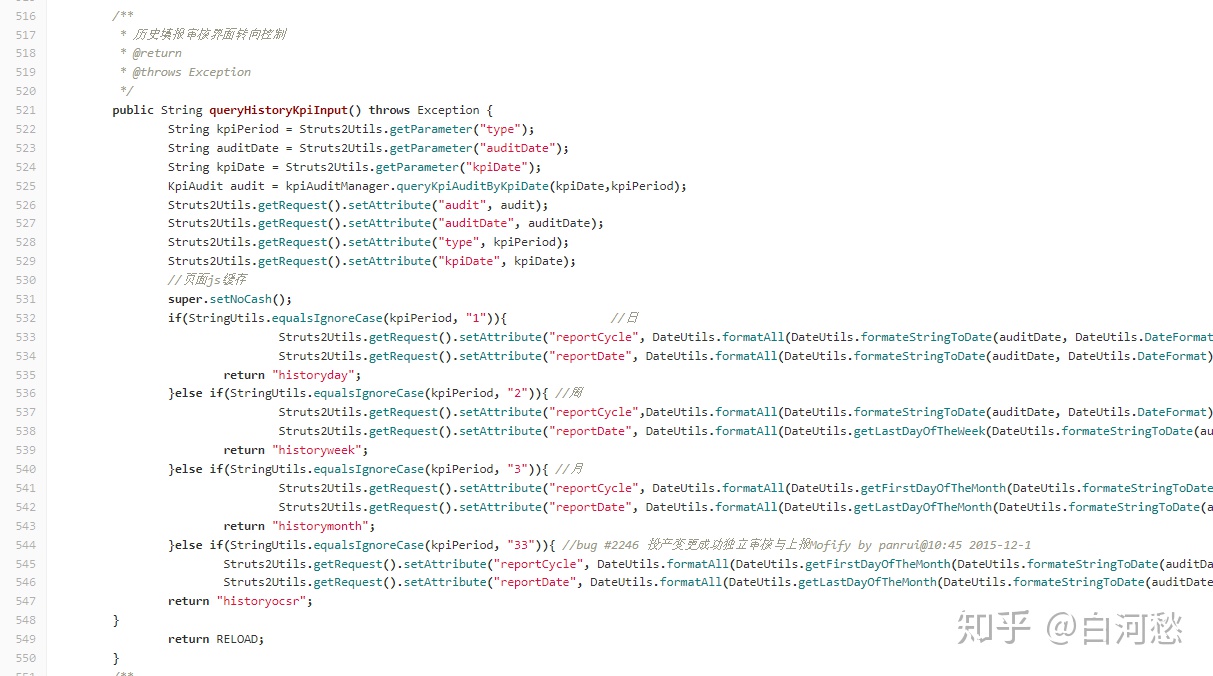 516 /**
517 * 历史填报审核界面转向控制
518 * @return
519 * @throws Exception
520 */
521 public String queryHistoryKpiInput() throws Exception {
522 String kpiPeriod = Struts2Utils.getParameter("type");
523 String auditDate = Struts2Utils.getParameter("auditDate");
524 String kpiDate = Struts2Utils.getParameter("kpiDate");
525 KpiAudit audit = kpiAuditManager.queryKpiAuditByKpiDate(kpiDate,kpiPeriod);
526 Struts2Utils.getRequest().setAttribute("audit", audit);
527 Struts2Utils.getRequest().setAttribute("auditDate", auditDate);
528 Struts2Utils.getRequest().setAttribute("type", kpiPeriod);
529 Struts2Utils.getRequest().setAttribute("kpiDate", kpiDate);
530 //页面js缓存
531 super.setNoCash();
532 if(StringUtils.equalsIgnoreCase(kpiPeriod, "1")){ //日
533 Struts2Utils.getRequest().setAttribute("reportCycle", DateUtils.formatAll(DateUtils.formateStringToDate(auditDate, DateUtils.DateFormat
534 Struts2Utils.getRequest().setAttribute("reportDate", DateUtils.formatAll(DateUtils.formateStringToDate(auditDate, DateUtils.DateFormat)
535 return "historyday";
536 }else if(StringUtils.equalsIgnoreCase(kpiPeriod, "2")){ //周
537 Struts2Utils.getRequest().setAttribute("reportCycle",DateUtils.formatAll(DateUtils.formateStringToDate(auditDate, DateUtils.DateFormat)
538 Struts2Utils.getRequest().setAttribute("reportDate", DateUtils.formatAll(DateUtils.getLastDayOfTheWeek(DateUtils.formateStringToDate(au
539 return "historyweek";
540 }else if(StringUtils.equalsIgnoreCase(kpiPeriod, "3")){ //月
541 Struts2Utils.getRequest().setAttribute("reportCycle", DateUtils.formatAll(DateUtils.getFirstDayOfTheMonth(DateUtils.formateStringToDate
542 Struts2Utils.getRequest().setAttribute("reportDate", DateUtils.formatAll(DateUtils.getLastDayOfTheMonth(DateUtils.formateStringToDate(a
543 return "historymonth";
544 }else if(StringUtils.equalsIgnoreCase(kpiPeriod, "33")){ //bug #2246 投产变更成功独立审核与上报Mofify by panrui@10:45 2015-12-1
545 Struts2Utils.getRequest().setAttribute("reportCycle", DateUtils.formatAll(DateUtils.getFirstDayOfTheMonth(DateUtils.formateStringToDate(auditDa
546 Struts2Utils.getRequest().setAttribute("reportDate", DateUtils.formatAll(DateUtils.getLastDayOfTheMonth(DateUtils.formateStringToDate(auditDate
547 return "historyocsr";
548 }
549 return RELOAD;
550 }
知乎 @白河愁